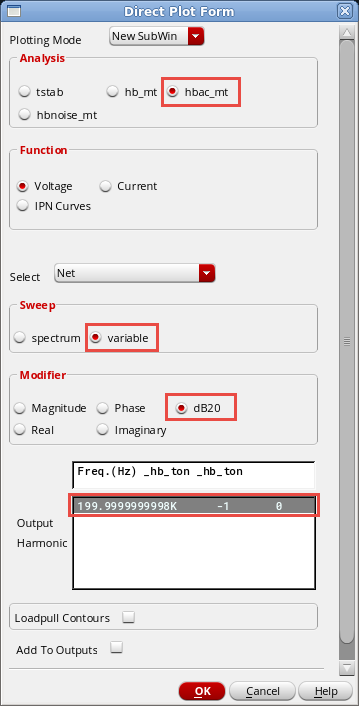 Direct Plot Form
Plotting Mode New SubWin
Analysis
tstab hb_mt hbac_mt
hbnoise_mt
Function
Voltage Current
IPN Curves
Select Net
Sweep
spectrum variable
Modifier
Magnitude Phase dB20
Real Imaginary
Freq.(Hz) _hb_ton _hb_ton
199.9999999998K -1 0
Output
Harmonic
Loadpull Contours
Add To Outputs
OK Cancel Help